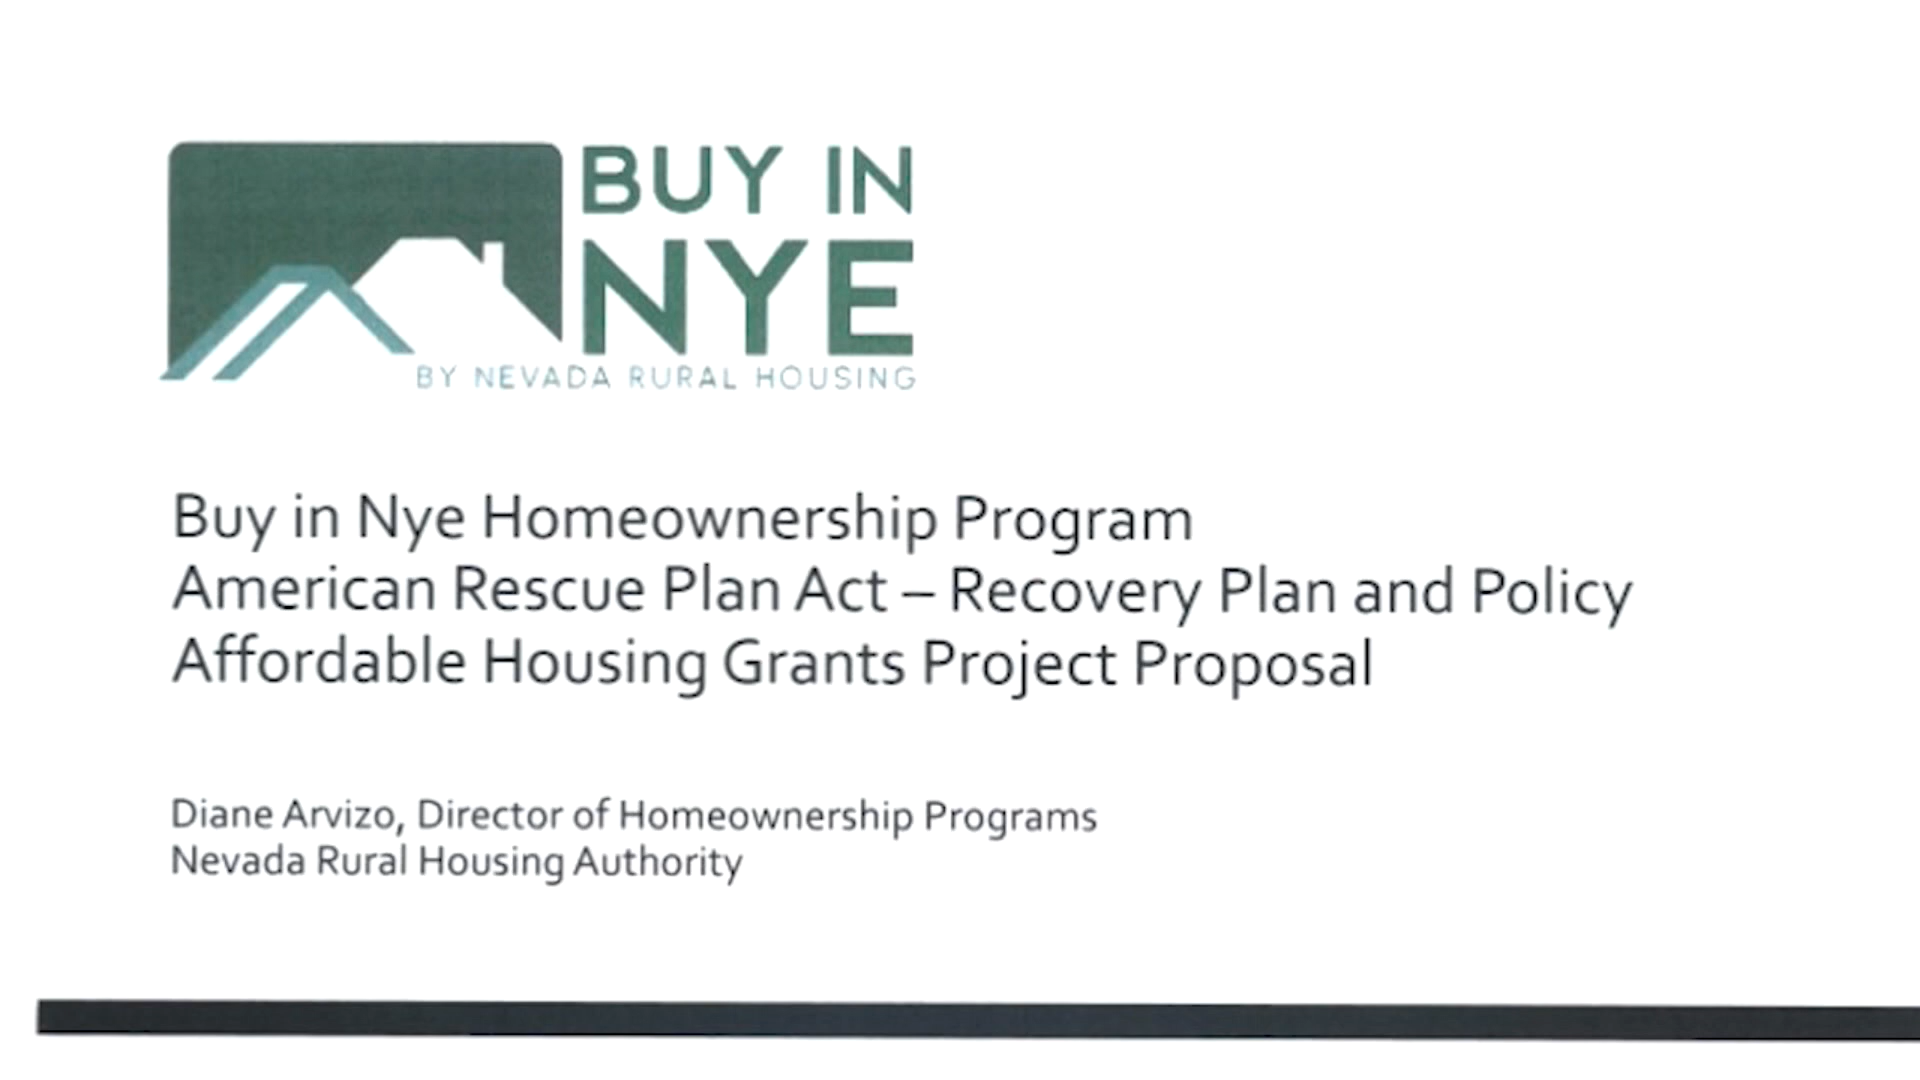 BUY IN
NYE
BY NEVADA RURAL HOUSING
Buy in Nye Homeownership Program
American Rescue Plan Act – Recovery Plan and Policy
Affordable Housing Grants Project Proposal
Diane Arvizo, Director of Homeownership Programs
Nevada Rural Housing Authority